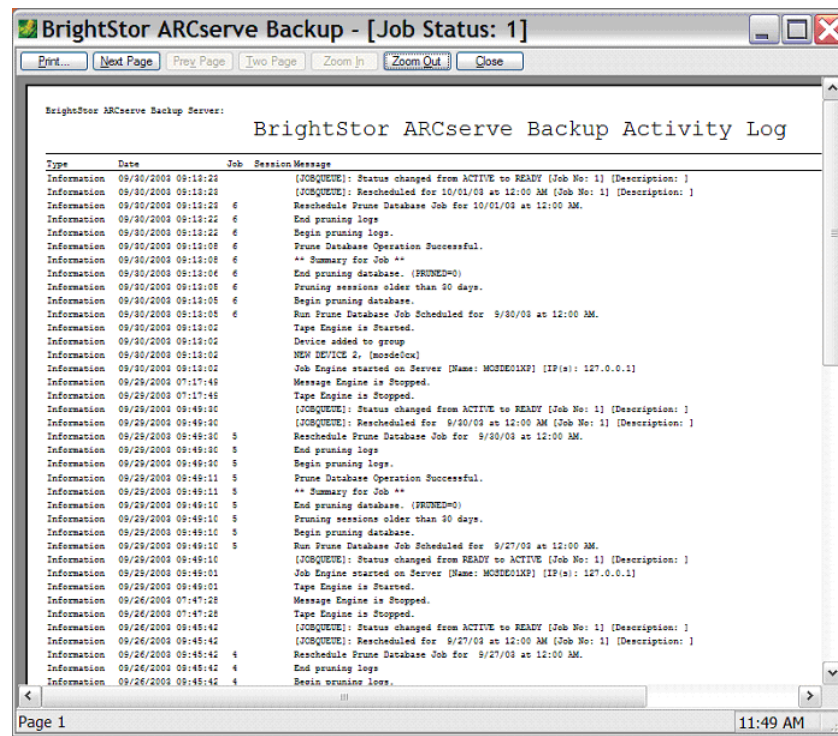 BrightStor ARCserve Backup - [Job Status: 1]
Print... Next Page Prev Page Two Page Zoom In Zoom Out Close
BrightStor ARCserve Backup Server:
BrightStor ARCserve Backup Activity Log
Type Date Job Session Message
Information 09/30/2003 09:13:23 [JOBQUEUE]: Status changed from ACTIVE to READY [Job No: 1] [Description: ]
Information 09/30/2003 09:13:23 [JOBQUEUE]: Rescheduled for 10/01/03 at 12:00 AM [Job No: 1] [Description: ]
Information 09/30/2003 09:13:23 6 Reschedule Prune Database Job for 10/01/03 at 12:00 AM.
Information 09/30/2003 09:13:22 6 End pruning logs
Information 09/30/2003 09:13:22 6 Begin pruning logs.
Information 09/30/2003 09:13:08 6 Prune Database Operation Successful.
Information 09/30/2003 09:13:08 6 ** Summary for Job **
Information 09/30/2003 09:13:06 6 End pruning database. (PRUNED=0)
Information 09/30/2003 09:13:05 6 Pruning sessions older than 30 days.
Information 09/30/2003 09:13:05 6 Begin pruning database.
Information 09/30/2003 09:13:05 6 Run Prune Database Job Scheduled for 9/30/03 at 12:00 AM.
Information 09/30/2003 09:13:02 Tape Engine is Started.
Information 09/30/2003 09:13:02 Device added to group
Information 09/30/2003 09:13:02 NEW DEVICE 2, [mosde0cx]
Information 09/30/2003 09:13:02 Job Engine started on Server [Name: MOSDE01XP] [IP(s): 127.0.0.1]
Information 09/29/2003 07:17:49 Message Engine is Stopped.
Information 09/29/2003 07:17:49 Tape Engine is Stopped.
Information 09/29/2003 09:49:30 [JOBQUEUE]: Status changed from ACTIVE to READY [Job No: 1] [Description: ]
Information 09/29/2003 09:49:30 [JOBQUEUE]: Rescheduled for 9/30/03 at 12:00 AM [Job No: 1] [Description: ]
Information 09/29/2003 09:49:30 5 Reschedule Prune Database Job for 9/30/03 at 12:00 AM.
Information 09/29/2003 09:49:30 5 End pruning logs
Information 09/29/2003 09:49:30 5 Begin pruning logs.
Information 09/29/2003 09:49:11 5 Prune Database Operation Successful.
Information 09/29/2003 09:49:11 5 ** Summary for Job **
Information 09/29/2003 09:49:10 5 End pruning database. (PRUNED=0)
Information 09/29/2003 09:49:10 5 Pruning sessions older than 30 days.
Information 09/29/2003 09:49:10 5 Begin pruning database.
Information 09/29/2003 09:49:10 5 Run Prune Database Job Scheduled for 9/27/03 at 12:00 AM.
Information 09/29/2003 09:49:10 [JOBQUEUE]: Status changed from READY to ACTIVE [Job No: 1] [Description: ]
Information 09/29/2003 09:49:01 Job Engine started on Server [Name: MOSDE01XP] [IP(s): 127.0.0.1]
Information 09/29/2003 09:49:01 Tape Engine is Started.
Information 09/26/2003 07:47:28 Message Engine is Stopped.
Information 09/26/2003 07:47:28 Tape Engine is Stopped.
Information 09/26/2003 09:45:42 [JOBQUEUE]: Status changed from ACTIVE to READY [Job No: 1] [Description: ]
Information 09/26/2003 09:45:42 [JOBQUEUE]: Rescheduled for 9/27/03 at 12:00 AM [Job No: 1] [Description: ]
Information 09/26/2003 09:45:42 4 Reschedule Prune Database Job for 9/27/03 at 12:00 AM.
Information 09/26/2003 09:45:42 4 End pruning logs
Information 09/26/2003 09:45:42 4 Begin pruning logs.
Page 1 11:49 AM